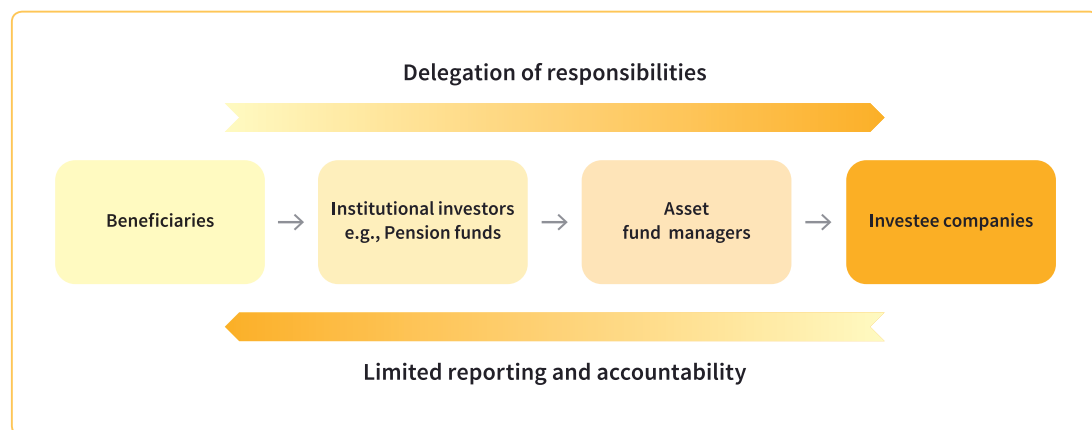 Delegation of responsibilities
Beneficiaries
Institutional investors
e.g., Pension funds
Asset
fund managers
Investee companies
Limited reporting and accountability